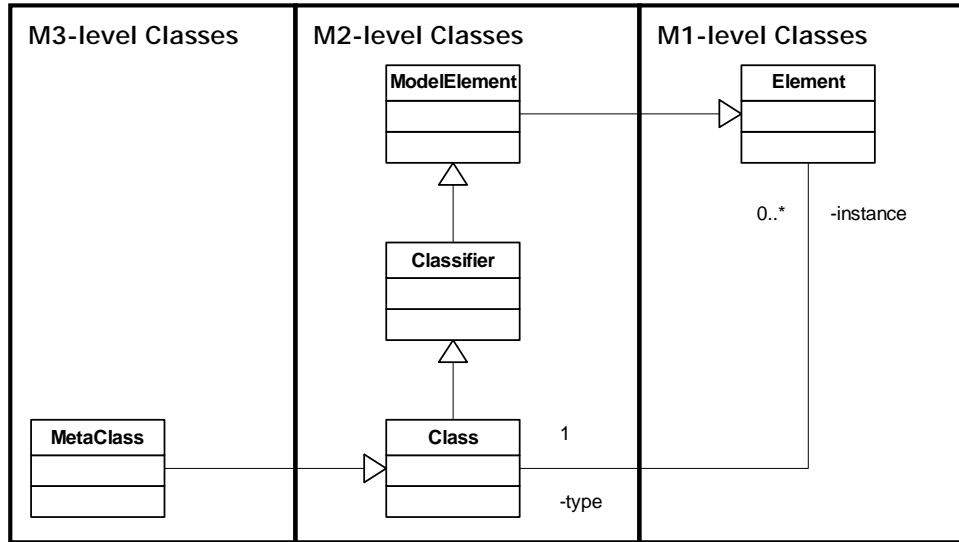 M3-level Classes
M2-level Classes
M1-level Classes
ModelElement
Element
0..*
-instance
Classifier
MetaClass
Class
1
-type